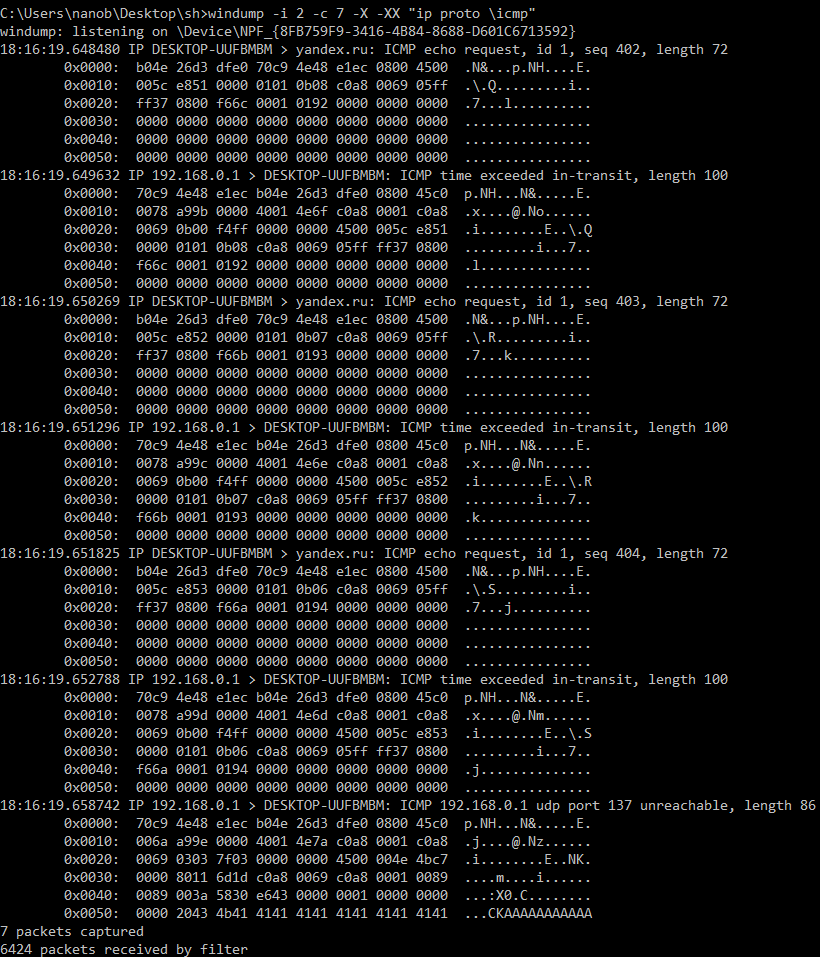 C:\Users\nanob\Desktop\sh>windump -i 2 -c 7 -X -XX "ip proto \icmp"
windump: listening on \Device\NPF_{8FB759F9-3416-4B84-8688-D601C6713592}
18:16:19.648480 IP DESKTOP-UUFBMBM > yandex.ru: ICMP echo request, id 1, seq 402, length 72
0x0000:  b04e 26d3 dfe0 70c9 4e48 e1ec 0800 4500  .N&...p.NH....E.
0x0010:  005c e851 0000 0101 0b08 c0a8 0069 05ff  .\.Q.........i..
0x0020:  ff37 0800 f66c 0001 0192 0000 0000 0000  .7...l..........
0x0030:  0000 0000 0000 0000 0000 0000 0000 0000  ................
0x0040:  0000 0000 0000 0000 0000 0000 0000 0000  ................
0x0050:  0000 0000 0000 0000 0000 0000 0000 0000  ................
18:16:19.649632 IP 192.168.0.1 > DESKTOP-UUFBMBM: ICMP time exceeded in-transit, length 100
0x0000:  70c9 4e48 e1ec b04e 26d3 dfe0 0800 45c0  p.NH...N&.....E.
0x0010:  0078 a99b 0000 4001 4e6f c0a8 0001 c0a8  .x....@.No......
0x0020:  0069 0b00 f4ff 0000 0000 4500 005c e851  .i........E..\.Q
0x0030:  0000 0101 0b08 c0a8 0069 05ff ff37 0800  .........i...7..
0x0040:  f66c 0001 0192 0000 0000 0000 0000 0000  .l..............
0x0050:  0000 0000 0000 0000 0000 0000 0000 0000  ................
18:16:19.650269 IP DESKTOP-UUFBMBM > yandex.ru: ICMP echo request, id 1, seq 403, length 72
0x0000:  b04e 26d3 dfe0 70c9 4e48 e1ec 0800 4500  .N&...p.NH....E.
0x0010:  005c e852 0000 0101 0b07 c0a8 0069 05ff  .\.R.........i..
0x0020:  ff37 0800 f66b 0001 0193 0000 0000 0000  .7...k..........
0x0030:  0000 0000 0000 0000 0000 0000 0000 0000  ................
0x0040:  0000 0000 0000 0000 0000 0000 0000 0000  ................
0x0050:  0000 0000 0000 0000 0000 0000 0000 0000  ................
18:16:19.651296 IP 192.168.0.1 > DESKTOP-UUFBMBM: ICMP time exceeded in-transit, length 100
0x0000:  70c9 4e48 e1ec b04e 26d3 dfe0 0800 45c0  p.NH...N&.....E.
0x0010:  0078 a99c 0000 4001 4e6e c0a8 0001 c0a8  .x....@.Nn......
0x0020:  0069 0b00 f4ff 0000 0000 4500 005c e852  .i........E..\.R
0x0030:  0000 0101 0b07 c0a8 0069 05ff ff37 0800  .........i...7..
0x0040:  f66b 0001 0193 0000 0000 0000 0000 0000  .k..............
0x0050:  0000 0000 0000 0000 0000 0000 0000 0000  ................
18:16:19.651825 IP DESKTOP-UUFBMBM > yandex.ru: ICMP echo request, id 1, seq 404, length 72
0x0000:  b04e 26d3 dfe0 70c9 4e48 e1ec 0800 4500  .N&...p.NH....E.
0x0010:  005c e853 0000 0101 0b06 c0a8 0069 05ff  .\.S.........i..
0x0020:  ff37 0800 f66a 0001 0194 0000 0000 0000  .7...j..........
0x0030:  0000 0000 0000 0000 0000 0000 0000 0000  ................
0x0040:  0000 0000 0000 0000 0000 0000 0000 0000  ................
0x0050:  0000 0000 0000 0000 0000 0000 0000 0000  ................
18:16:19.652788 IP 192.168.0.1 > DESKTOP-UUFBMBM: ICMP time exceeded in-transit, length 100
0x0000:  70c9 4e48 e1ec b04e 26d3 dfe0 0800 45c0  p.NH...N&.....E.
0x0010:  0078 a99d 0000 4001 4e6d c0a8 0001 c0a8  .x....@.Nm......
0x0020:  0069 0b00 f4ff 0000 0000 4500 005c e853  .i........E..\.S
0x0030:  0000 0101 0b06 c0a8 0069 05ff ff37 0800  .........i...7..
0x0040:  f66a 0001 0194 0000 0000 0000 0000 0000  .j..............
0x0050:  0000 0000 0000 0000 0000 0000 0000 0000  ................
18:16:19.658742 IP 192.168.0.1 > DESKTOP-UUFBMBM: ICMP 192.168.0.1 udp port 137 unreachable, length 86
0x0000:  70c9 4e48 e1ec b04e 26d3 dfe0 0800 45c0  p.NH...N&.....E.
0x0010:  006a a99e 0000 4001 4e7a c0a8 0001 c0a8  .j....@.Nz......
0x0020:  0069 0303 7f03 0000 0000 4500 004e 4bc7  .i........E..NK.
0x0030:  0000 8011 6d1d c0a8 0069 c0a8 0001 0089  ....m....i......
0x0040:  0089 003a 5830 e643 0000 0001 0000 0000  ...:X0.C........
0x0050:  0000 2043 4b41 4141 4141 4141 4141 4141  ...CKAAAAAAAAAAA
7 packets captured
6424 packets received by filter